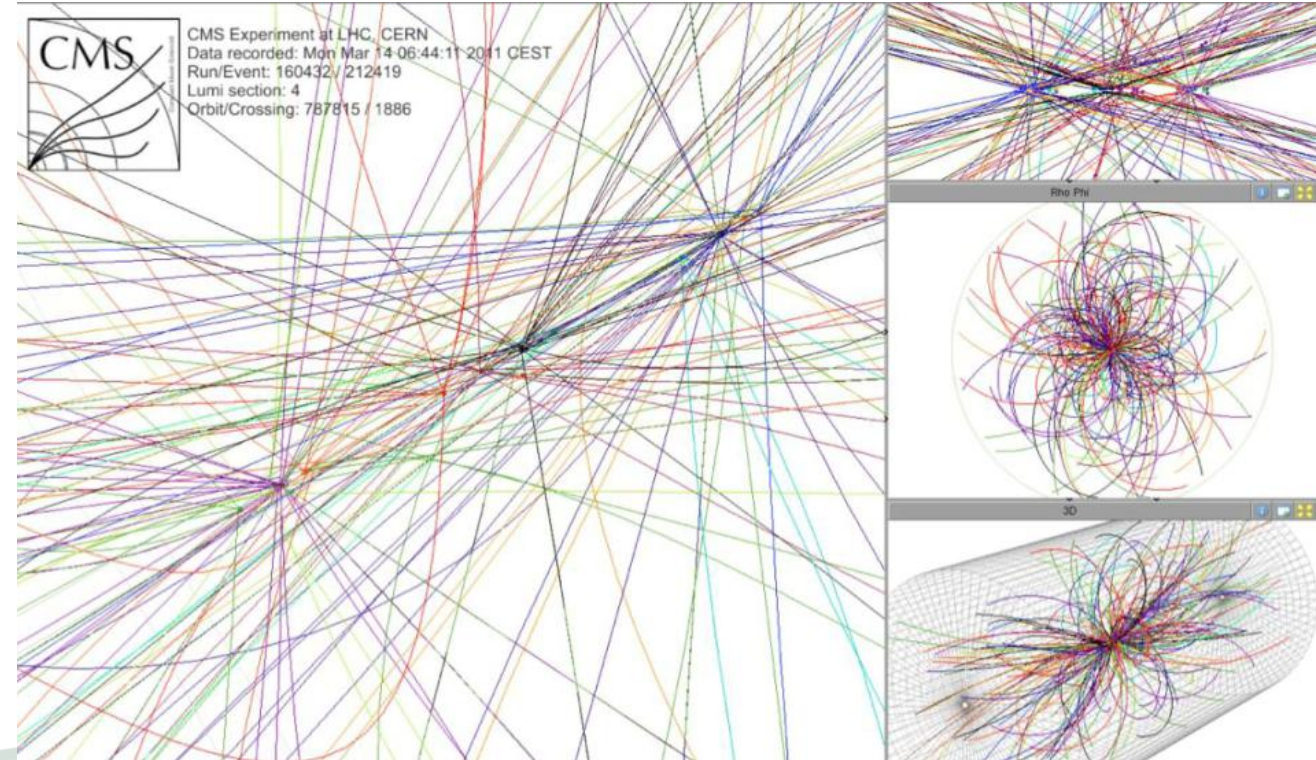 CMS
CMS Experiment at LHC, CERN
Data recorded: Mon Mar 14 06:44:11 2011 CEST
Run/Event: 160432 / 212419
Lumi section: 4
Orbit/Crossing: 787815 / 1886
Rho Phi
3D